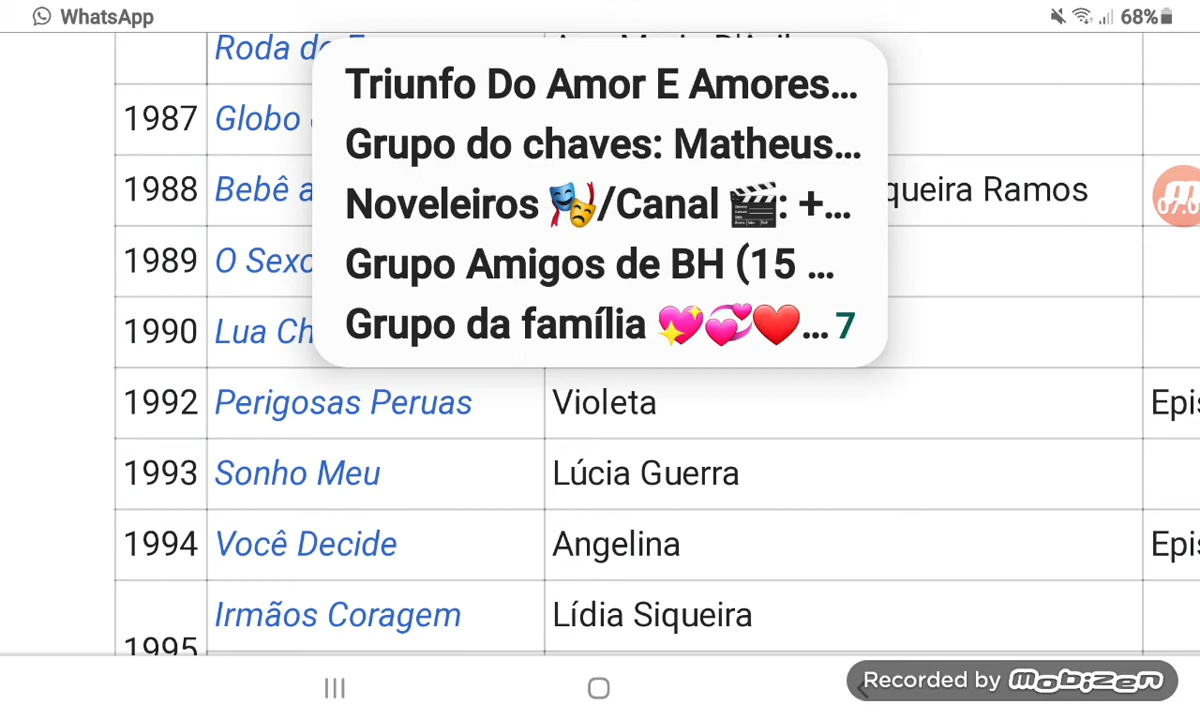 WhatsApp
68%
Roda de
Triunfo Do Amor E Amores...
1987 Globo
Grupo do chaves: Matheus...
1988 Bebê a queira Ramos
Noveleiros 🎭/Canal 🎬: +...
1989 O Sexo
Grupo Amigos de BH (15 ...
1990 Lua Ch
Grupo da família 💖💞❤️... 7
1992 Perigosas Peruas Violeta Epis
1993 Sonho Meu Lúcia Guerra
1994 Você Decide Angelina Epis
Irmãos Coragem Lídia Siqueira
1995
Recorded by mobizen